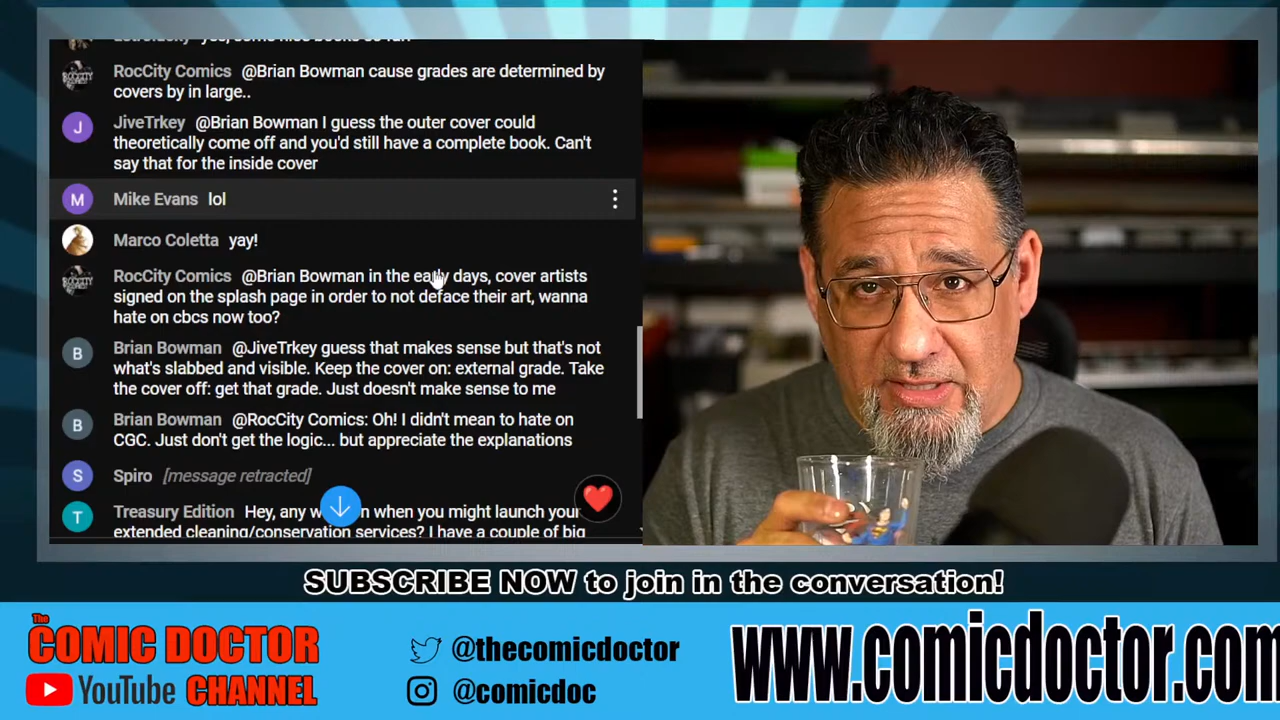 RocCity Comics @Brian Bowman cause grades are determined by
covers by in large..
JiveTrkey @Brian Bowman I guess the outer cover could
theoretically come off and you'd still have a complete book. Can't
say that for the inside cover
Mike Evans lol
Marco Coletta yay!
RocCity Comics @Brian Bowman in the early days, cover artists
signed on the splash page in order to not deface their art, wanna
hate on cbcs now too?
Brian Bowman @JiveTrkey guess that makes sense but that's not
what's slabbed and visible. Keep the cover on: external grade. Take
the cover off: get that grade. Just doesn't make sense to me
Brian Bowman @RocCity Comics: Oh! I didn't mean to hate on
CGC. Just don't get the logic... but appreciate the explanations
Spiro [message retracted]
Treasury Edition Hey, any when you might launch your
extended cleaning/conservation services? I have a couple of big
SUBSCRIBE NOW to join in the conversation!
The
COMIC DOCTOR
YouTube CHANNEL
@thecomicdoctor
@comicdoc
www.comicdoctor.com